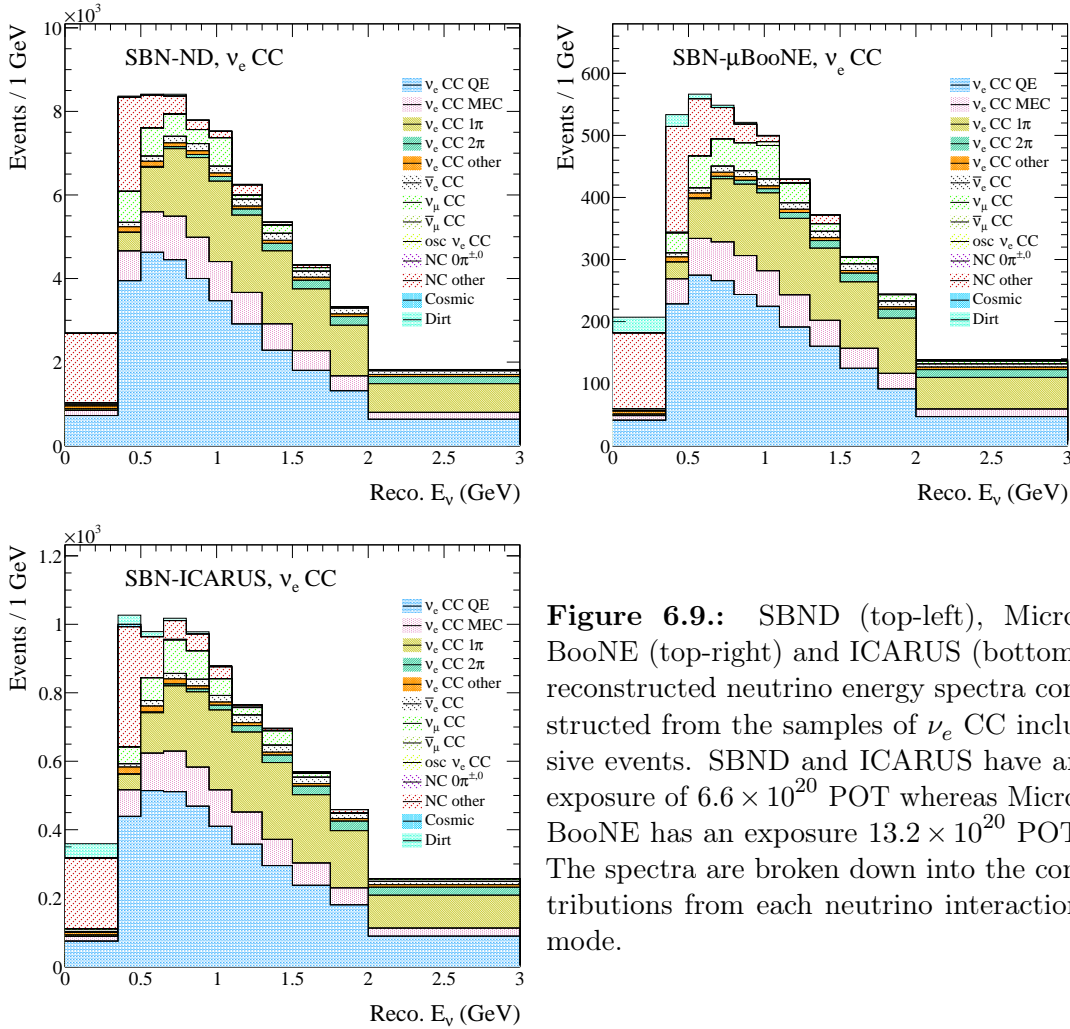 ×10³
SBN-ND, νₑ CC
Events / 1 GeV
10
8
6
4
2
0
νₑ CC QE
νₑ CC MEC
νₑ CC 1π
νₑ CC 2π
νₑ CC other
ν̅ₑ CC
ν_μ CC
ν̅_μ CC
osc νₑ CC
NC 0π^{±,0}
NC other
Cosmic
Dirt
0 0.5 1 1.5 2 2.5 3
Reco. E_ν (GeV)
SBN-μBooNE, νₑ CC
Events / 1 GeV
600
500
400
300
200
100
0
νₑ CC QE
νₑ CC MEC
νₑ CC 1π
νₑ CC 2π
νₑ CC other
ν̅ₑ CC
ν_μ CC
ν̅_μ CC
osc νₑ CC
NC 0π^{±,0}
NC other
Cosmic
Dirt
0 0.5 1 1.5 2 2.5 3
Reco. E_ν (GeV)
×10³
SBN-ICARUS, νₑ CC
Events / 1 GeV
1.2
1
0.8
0.6
0.4
0.2
0
νₑ CC QE
νₑ CC MEC
νₑ CC 1π
νₑ CC 2π
νₑ CC other
ν̅ₑ CC
ν_μ CC
ν̅_μ CC
osc νₑ CC
NC 0π^{±,0}
NC other
Cosmic
Dirt
0 0.5 1 1.5 2 2.5 3
Reco. E_ν (GeV)
Figure 6.9.: SBND (top-left), Micro
BooNE (top-right) and ICARUS (bottom
reconstructed neutrino energy spectra con
structed from the samples of νₑ CC inclu
sive events. SBND and ICARUS have an
exposure of 6.6 × 10²⁰ POT whereas Micro
BooNE has an exposure 13.2 × 10²⁰ POT
The spectra are broken down into the con
tributions from each neutrino interaction
mode.